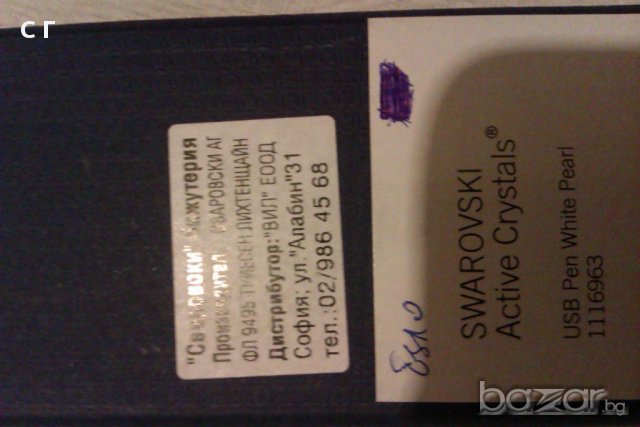 с г
"Сваровски" бижутерия
Производител: СВАРОВСКИ АГ
ФЛ 9495 ТРИЕСЕН ЛИХТЕНЩАЙН
Дистрибутор:"ВИЛ" ЕООД
София; ул."Алабин"31
тел.:02/986 45 68
бяло
SWAROVSKI
Active Crystals®
USB Pen White Pearl
1116963
bazar.bg